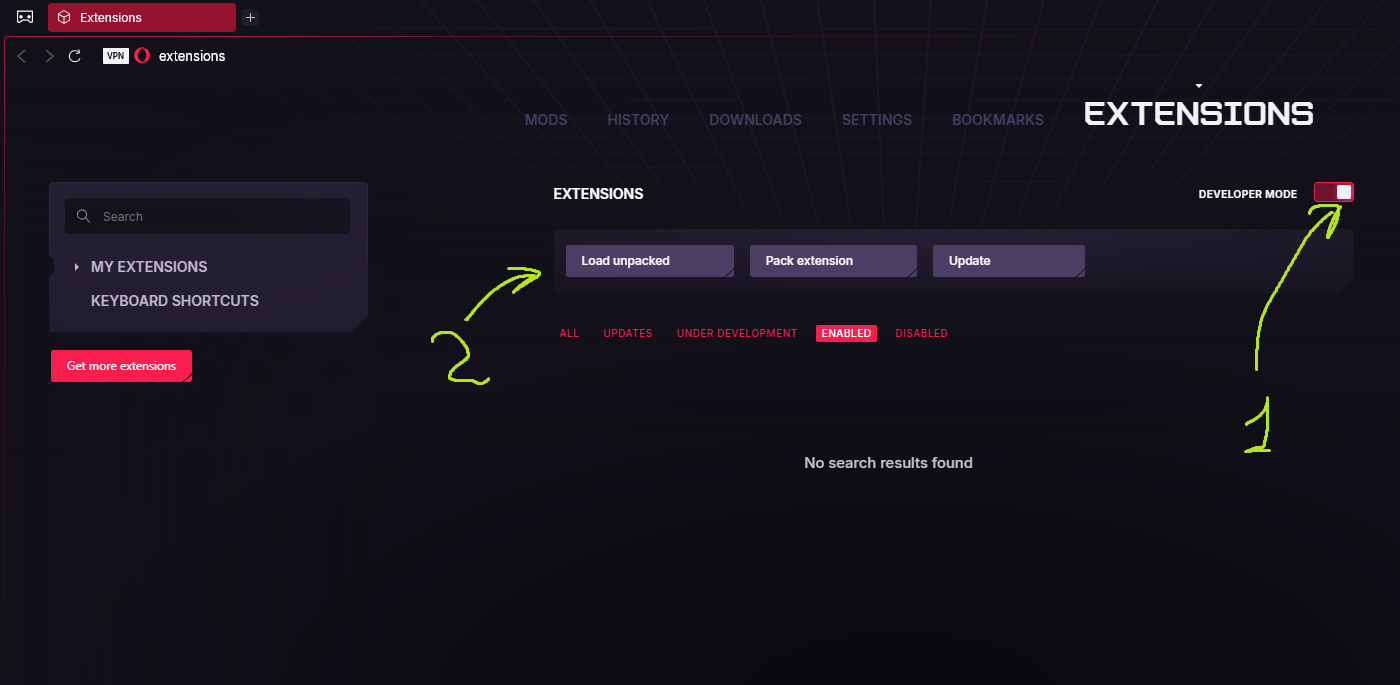 Extensions
VPN extensions
MODS HISTORY DOWNLOADS SETTINGS BOOKMARKS EXTENSIONS
Search
MY EXTENSIONS
KEYBOARD SHORTCUTS
Get more extensions
EXTENSIONS
DEVELOPER MODE
Load unpacked Pack extension Update
ALL UPDATES UNDER DEVELOPMENT ENABLED DISABLED
2
1
No search results found